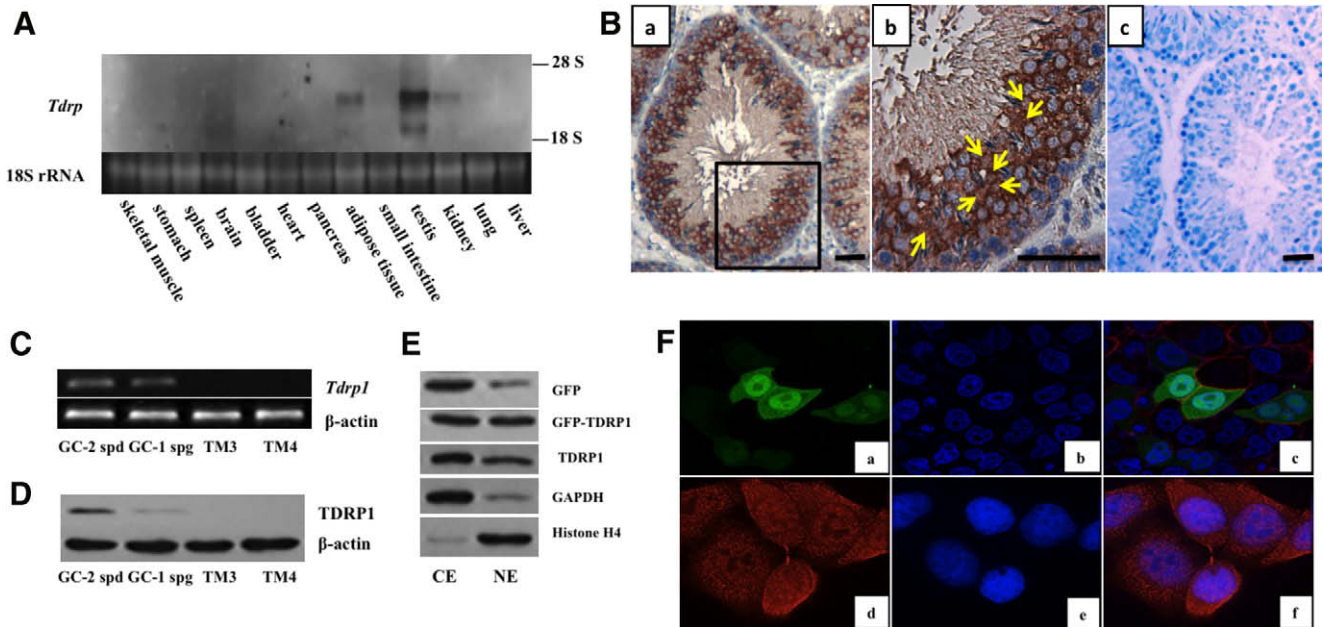 A
28 S
Tdrp
18 S
18S rRNA
skeletal muscle
stomach
spleen
brain
bladder
heart
pancreas
adipose tissue
small intestine
testis
kidney
lung
liver
B
a
b
c
C
Tdrp1
β-actin
GC-2 spd GC-1 spg TM3 TM4
D
TDRP1
β-actin
GC-2 spd GC-1 spg TM3 TM4
E
GFP
GFP-TDRP1
TDRP1
GAPDH
Histone H4
CE NE
F
a
b
c
d
e
f